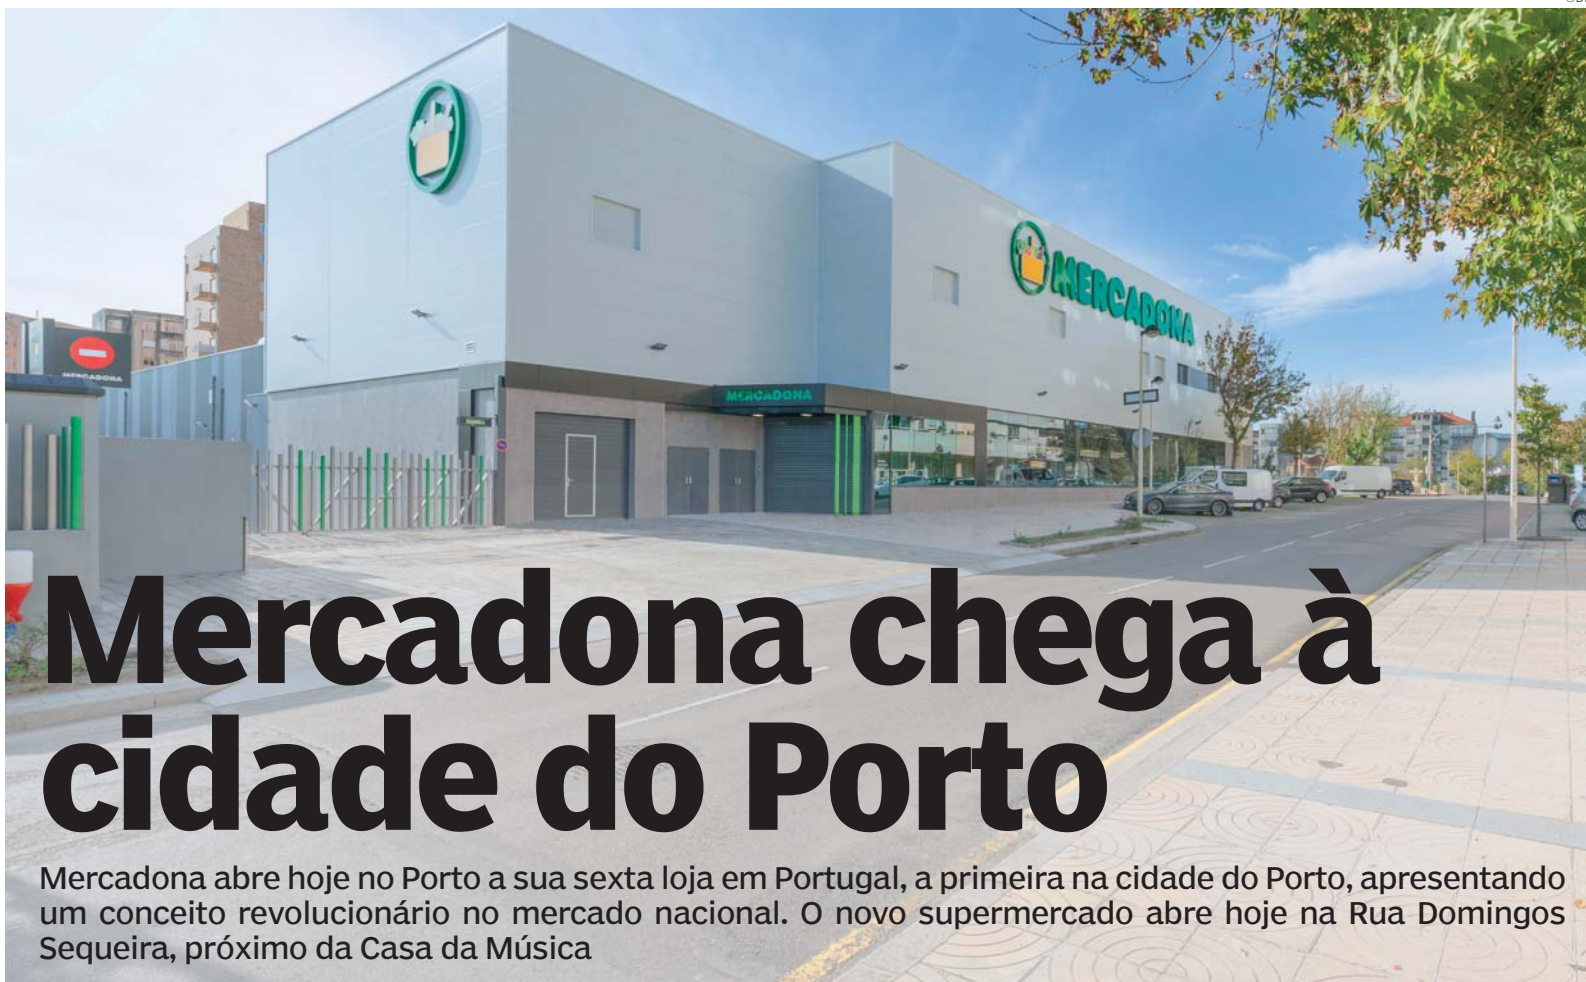 MERCADONA
MERCADONA
MERCADONA
Mercadona chega à
cidade do Porto
Mercadona abre hoje no Porto a sua sexta loja em Portugal, a primeira na cidade do Porto, apresentando
um conceito revolucionário no mercado nacional. O novo supermercado abre hoje na Rua Domingos
Sequeira, próximo da Casa da Música